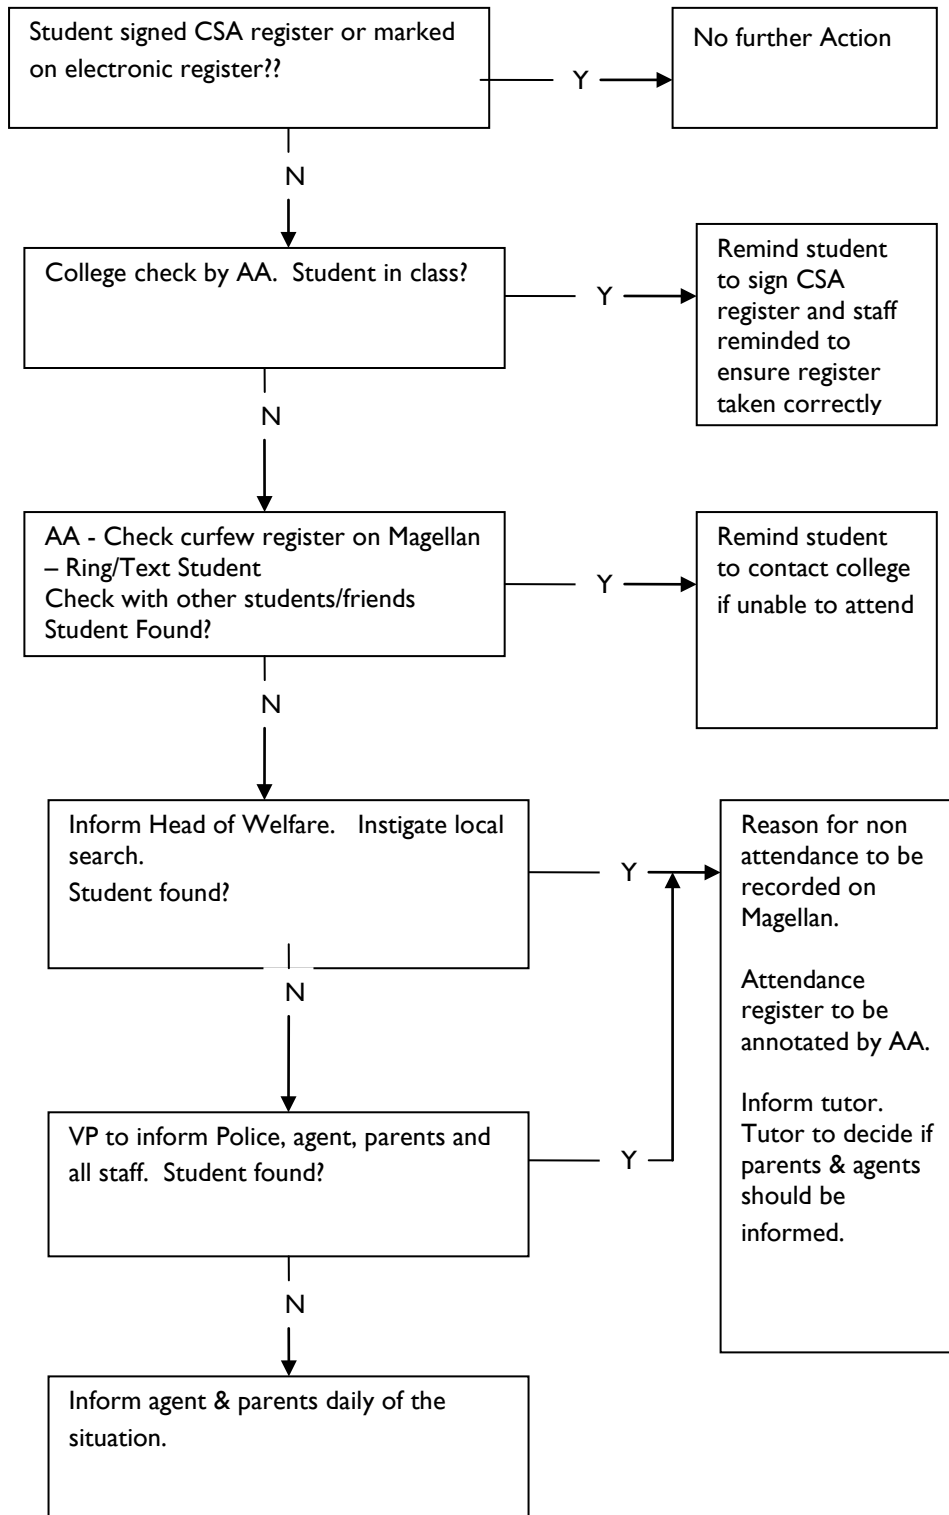 Student signed CSA register or marked
on electronic register??
Y
No further Action
N
College check by AA.  Student in class?
Y
Remind student
to sign CSA
register and staff
reminded to
ensure register
taken correctly
N
AA - Check curfew register on Magellan
– Ring/Text Student
Check with other students/friends
Student Found?
Y
Remind student
to contact college
if unable to attend
N
Inform Head of Welfare.   Instigate local
search.
Student found?
Y
Reason for non
attendance to be
recorded on
Magellan.
Attendance
register to be
annotated by AA.
Inform tutor.
Tutor to decide if
parents & agents
should be
informed.
N
VP to inform Police, agent, parents and
all staff.  Student found?
Y
N
Inform agent & parents daily of the
situation.